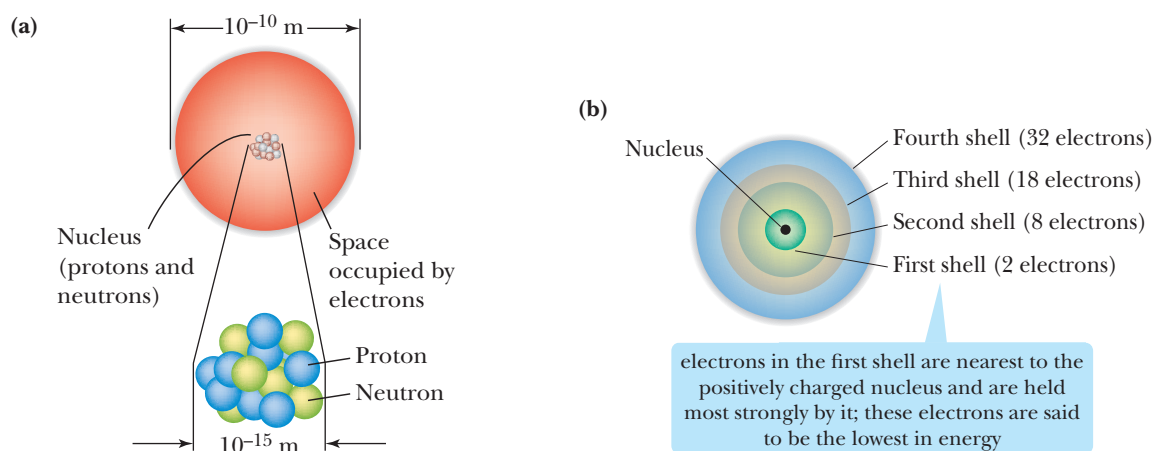 (a)
10⁻¹⁰ m
Nucleus
(protons and
neutrons)
Space
occupied by
electrons
Proton
Neutron
10⁻¹⁵ m
(b)
Nucleus
Fourth shell (32 electrons)
Third shell (18 electrons)
Second shell (8 electrons)
First shell (2 electrons)
electrons in the first shell are nearest to the
positively charged nucleus and are held
most strongly by it; these electrons are said
to be the lowest in energy